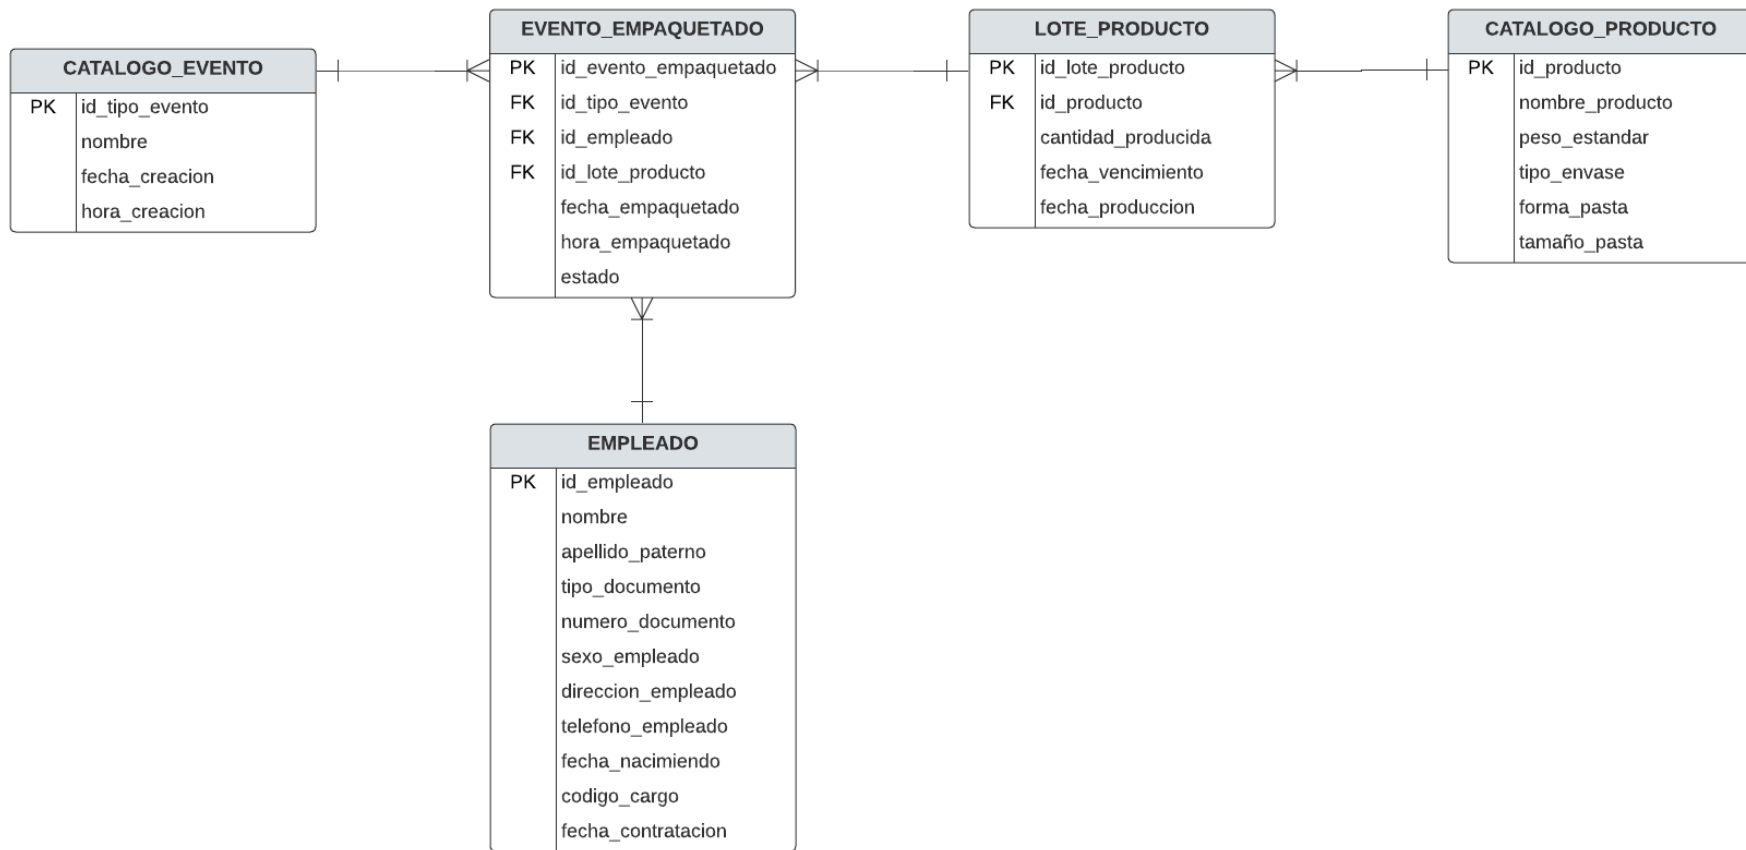 CATALOGO_EVENTO
PK id_tipo_evento
nombre
fecha_creacion
hora_creacion
EVENTO_EMPAQUETADO
PK id_evento_empaquetado
FK id_tipo_evento
FK id_empleado
FK id_lote_producto
fecha_empaquetado
hora_empaquetado
estado
LOTE_PRODUCTO
PK id_lote_producto
FK id_producto
cantidad_producida
fecha_vencimiento
fecha_produccion
CATALOGO_PRODUCTO
PK id_producto
nombre_producto
peso_estandar
tipo_envase
forma_pasta
tamaño_pasta
EMPLEADO
PK id_empleado
nombre
apellido_paterno
tipo_documento
numero_documento
sexo_empleado
direccion_empleado
telefono_empleado
fecha_nacimiendo
codigo_cargo
fecha_contratacion